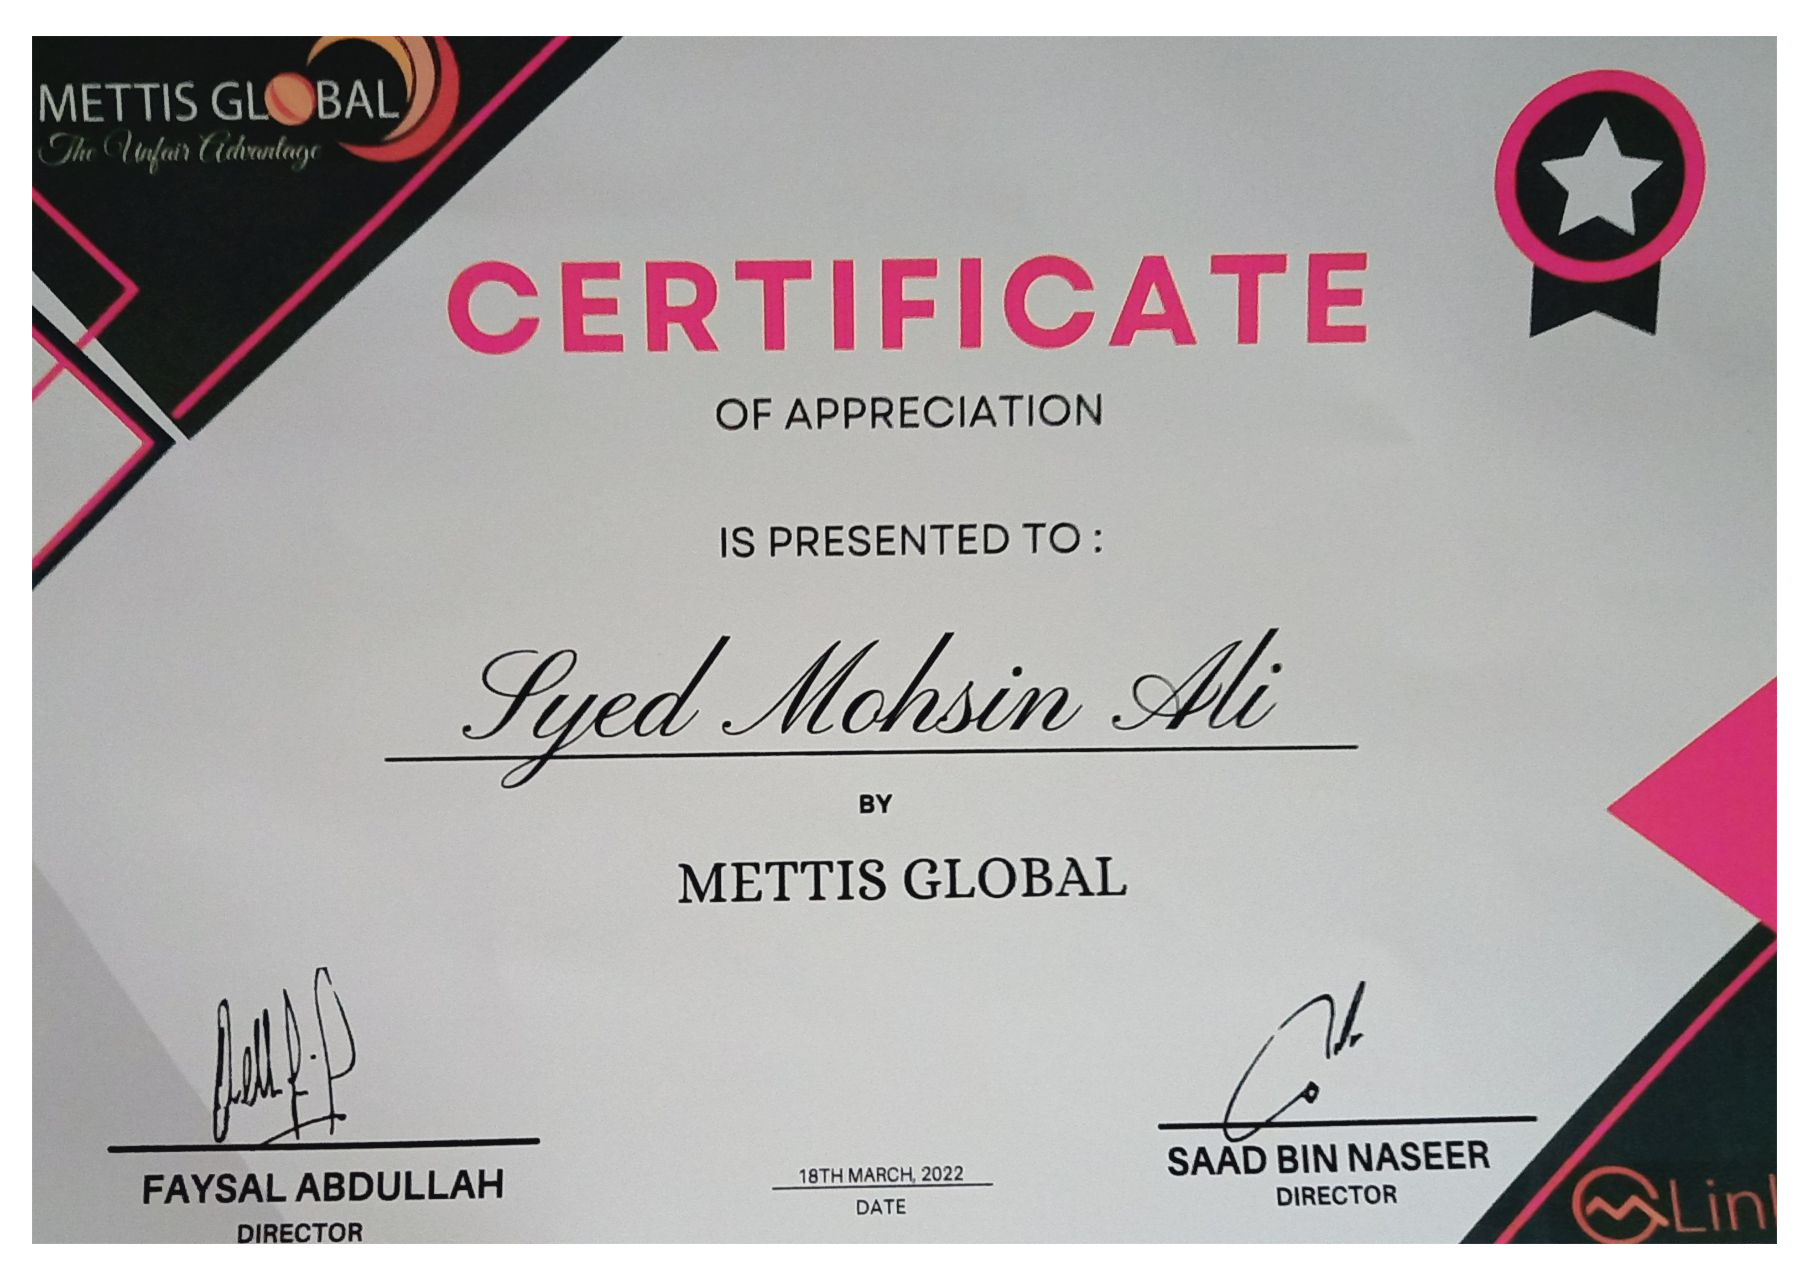 METTIS GLOBAL
The Unfair Advantage
CERTIFICATE
OF APPRECIATION
IS PRESENTED TO :
Syed Mohsin Ali
BY
METTIS GLOBAL
FAYSAL ABDULLAH
DIRECTOR
18TH MARCH, 2022
DATE
SAAD BIN NASEER
DIRECTOR